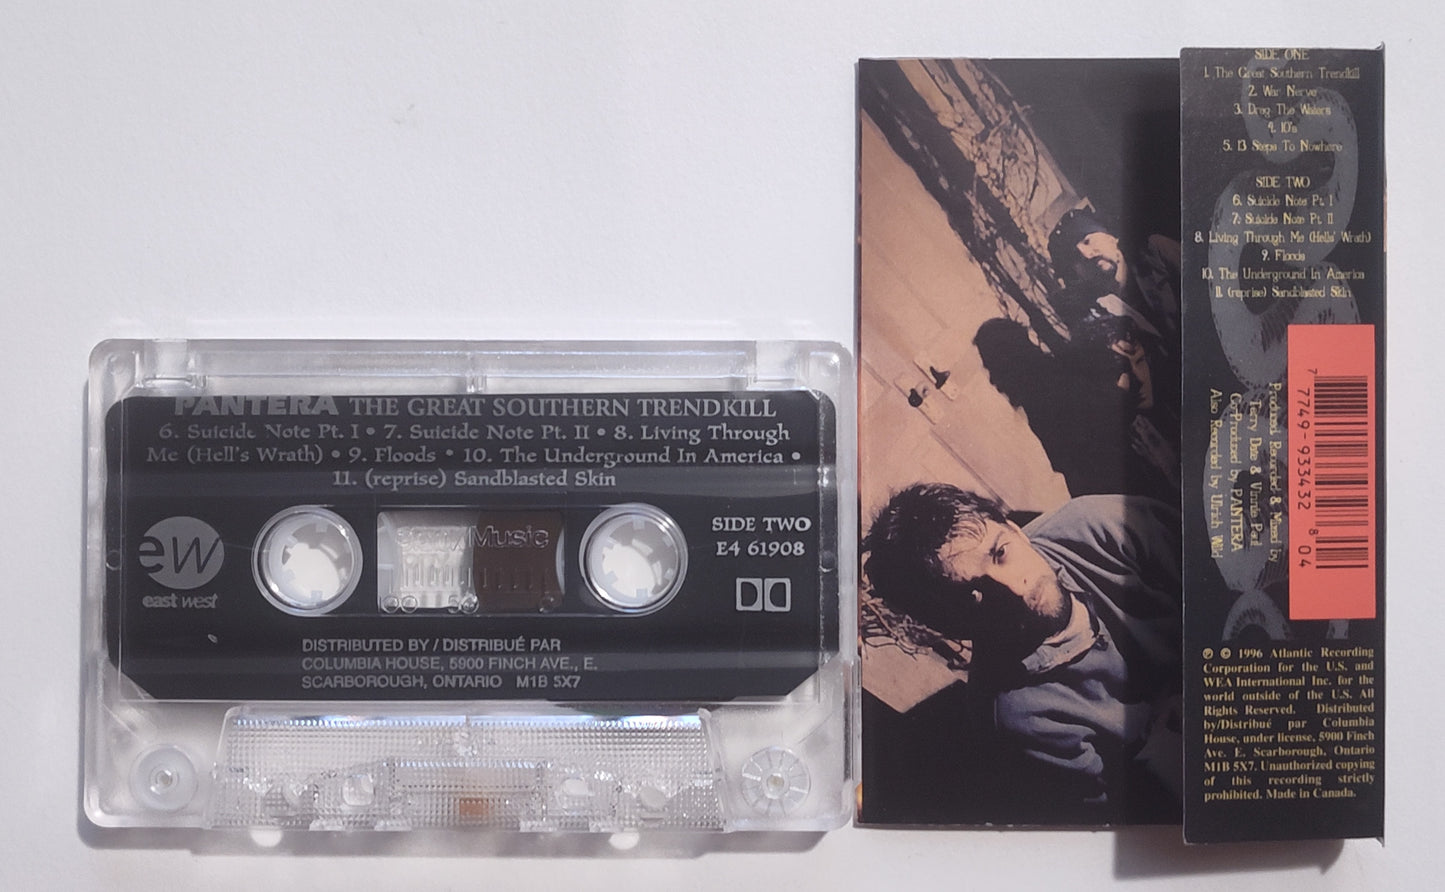 PANTERA THE GREAT SOUTHERN TRENDKILL
6. Suicide Note Pt. I • 7. Suicide Note Pt. II • 8. Living Through
Me (Hell's Wrath) • 9. Floods • 10. The Underground In America •
11. (reprise) Sandblasted Skin
ew
east west
Sony Music
100 50 0
SIDE TWO
E4 61908
DISTRIBUTED BY / DISTRIBUÉ PAR
COLUMBIA HOUSE, 5900 FINCH AVE., E.
SCARBOROUGH, ONTARIO M1B 5X7
SIDE ONE
1. The Great Southern Trendkill
2. War Nerve
3. Drag The Waters
4. 10's
5. 13 Steps To Nowhere
SIDE TWO
6. Suicide Note Pt. I
7. Suicide Note Pt. II
8. Living Through Me (Hells' Wrath)
9. Floods
10. The Underground In America
11. (reprise) Sandblasted Skin
Produced, Recorded & Mixed by
Terry Date & Vinnie Paul
Co-Produced by PANTERA
Also Recorded by Ulrich Wild
7 7749-933432 8 04
℗ © 1996 Atlantic Recording
Corporation for the U.S. and
WEA International Inc. for the
world outside of the U.S. All
Rights Reserved. Distributed
by/Distribué par Columbia
House, under license, 5900 Finch
Ave. E. Scarborough, Ontario
M1B 5X7. Unauthorized copying
of this recording strictly
prohibited. Made in Canada.